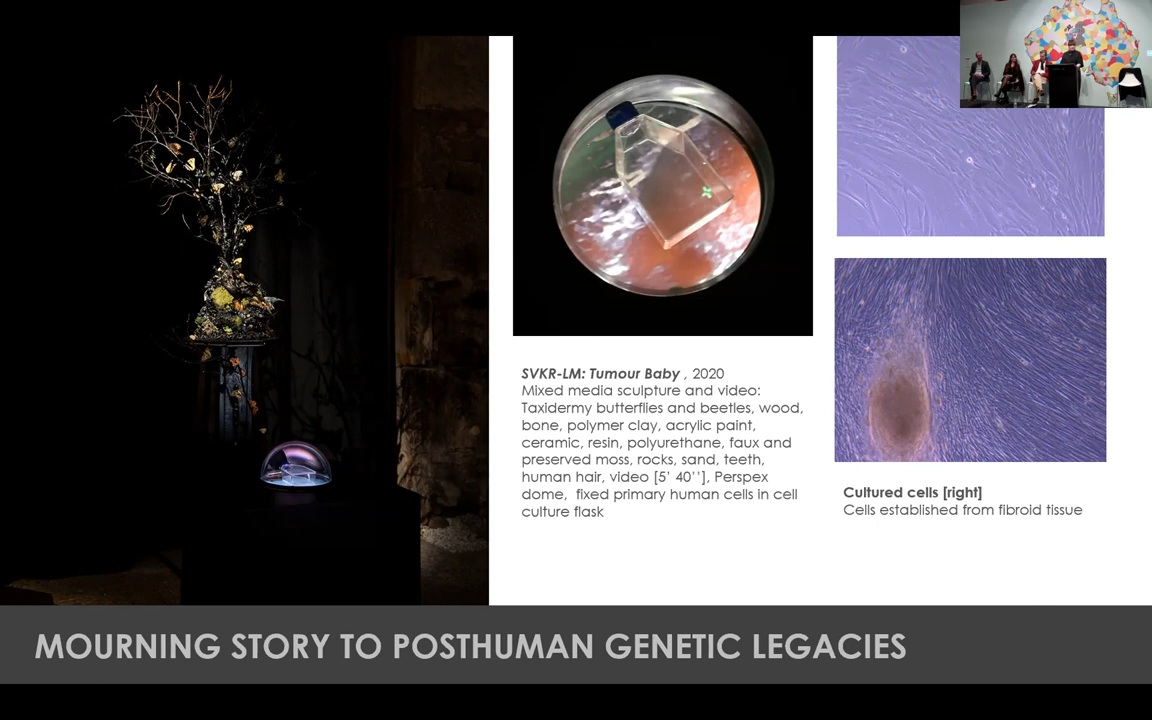 SVKR-LM: Tumour Baby , 2020
Mixed media sculpture and video:
Taxidermy butterflies and beetles, wood,
bone, polymer clay, acrylic paint,
ceramic, resin, polyurethane, faux and
preserved moss, rocks, sand, teeth,
human hair, video [5' 40''], Perspex
dome,  fixed primary human cells in cell
culture flask
Cultured cells [right]
Cells established from fibroid tissue
MOURNING STORY TO POSTHUMAN GENETIC LEGACIES